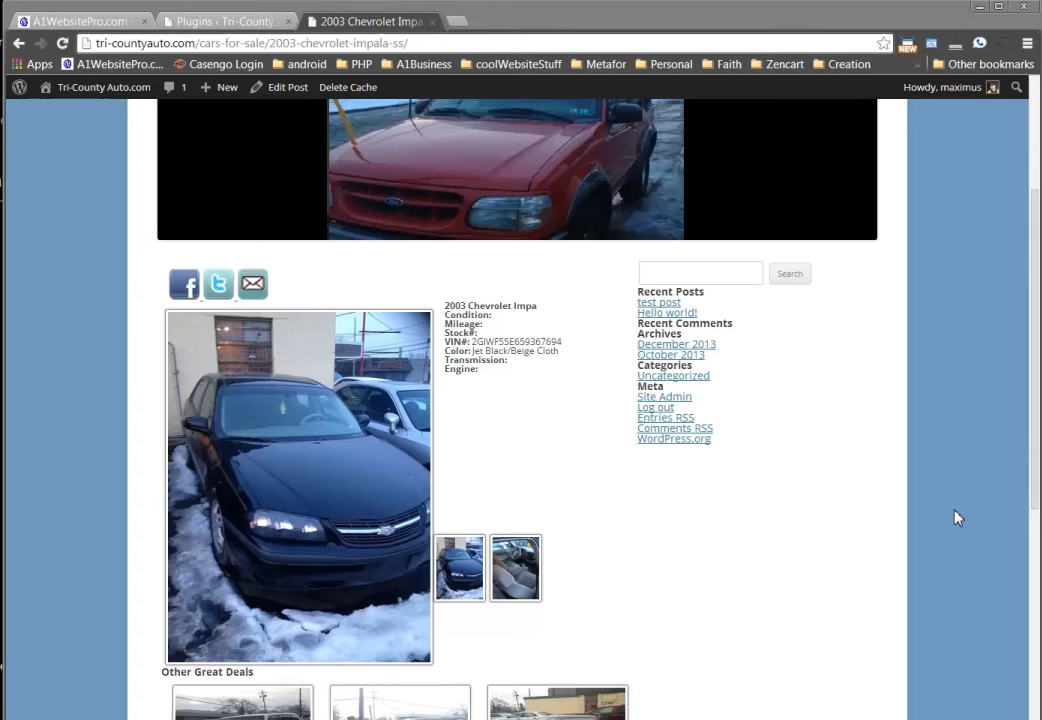 A1WebsitePro.com
Plugins ‹ Tri-County
2003 Chevrolet Impa
tri-countyauto.com/cars-for-sale/2003-chevrolet-impala-ss/
NEW
Apps
A1WebsitePro.c...
Casengo Login
android
PHP
A1Business
coolWebsiteStuff
Metafor
Personal
Faith
Zencart
Creation
»
Other bookmarks
Tri-County Auto.com
1
+ New
Edit Post
Delete Cache
Howdy, maximus
Search
2003 Chevrolet Impa
Condition:
Mileage:
Stock#:
VIN#: 2GIWF55E659367694
Color: Jet Black/Beige Cloth
Transmission:
Engine:
Recent Posts
test post
Hello world!
Recent Comments
Archives
December 2013
October 2013
Categories
Uncategorized
Meta
Site Admin
Log out
Entries RSS
Comments RSS
WordPress.org
Other Great Deals